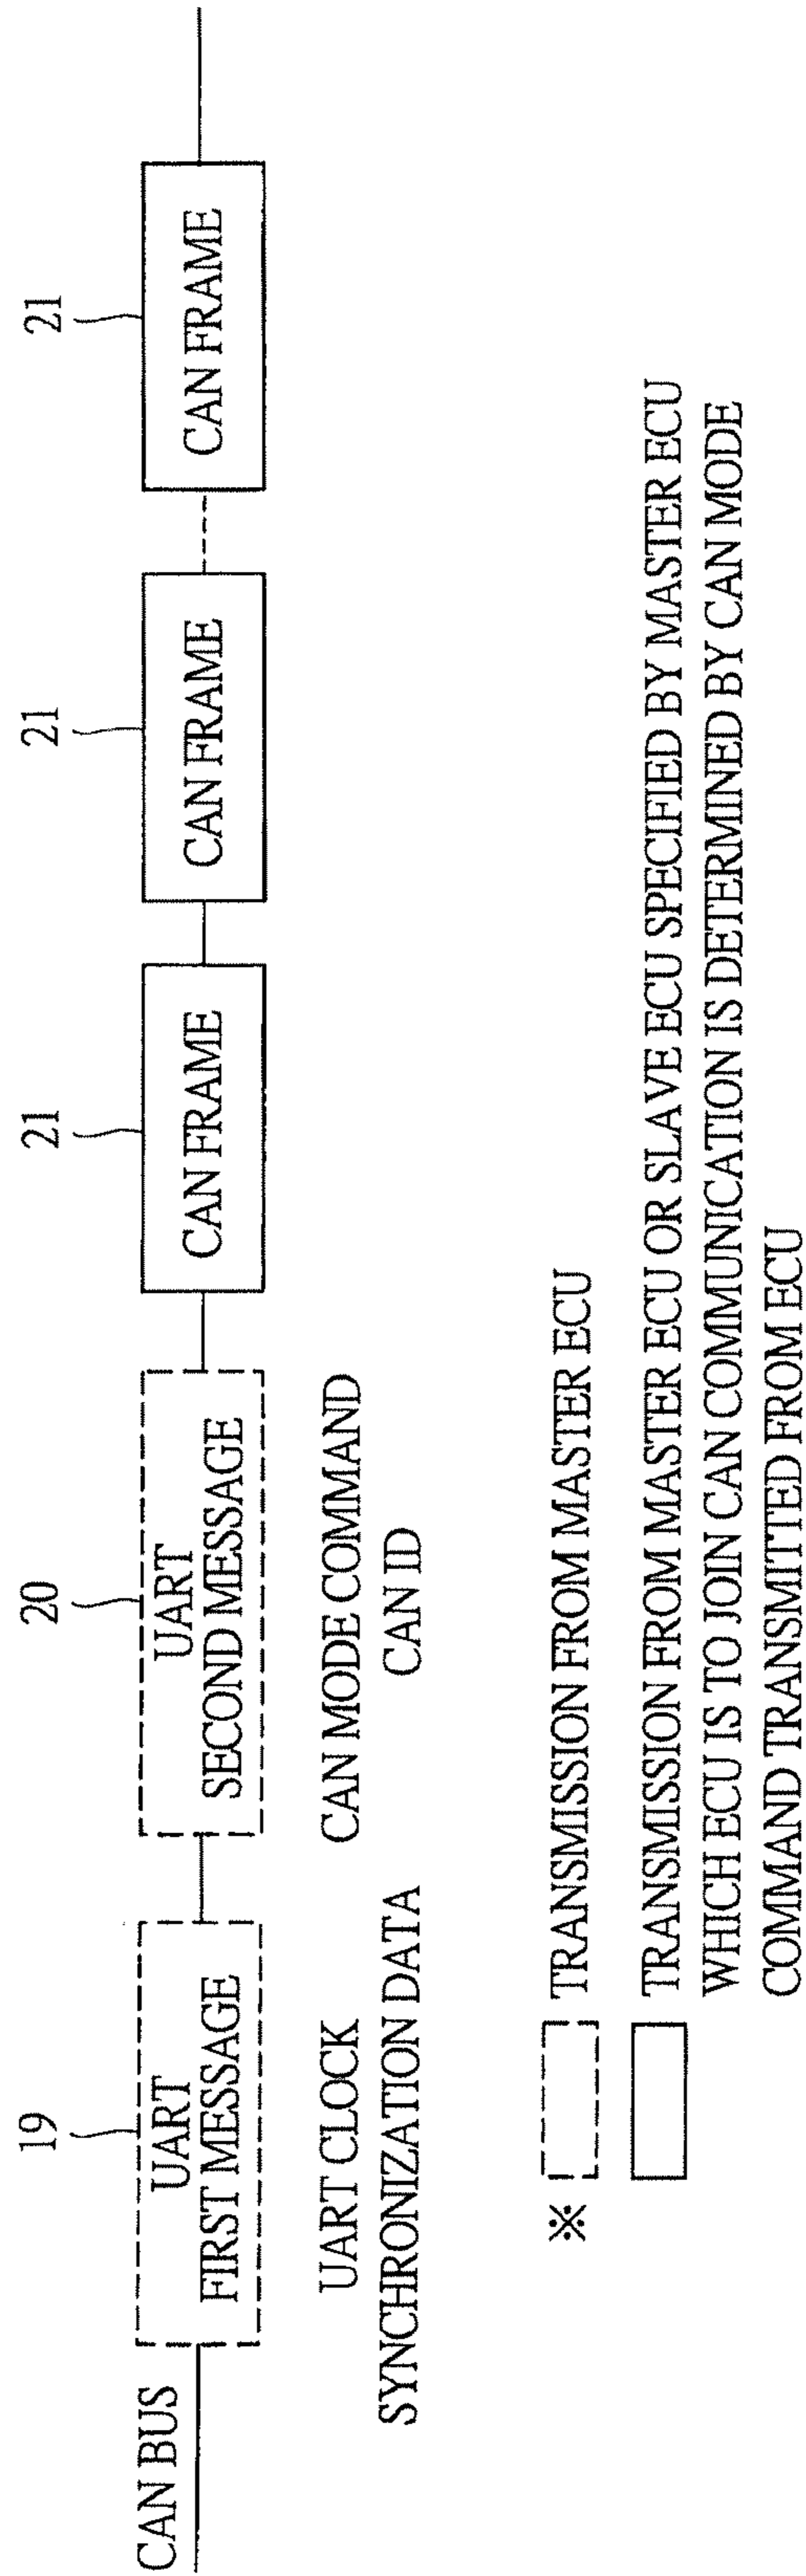 CAN BUS
19
UART
FIRST MESSAGE
UART CLOCK
SYNCHRONIZATION DATA
20
UART
SECOND MESSAGE
CAN MODE COMMAND
CAN ID
21
CAN FRAME
21
CAN FRAME
21
CAN FRAME
※ TRANSMISSION FROM MASTER ECU
TRANSMISSION FROM MASTER ECU OR SLAVE ECU SPECIFIED BY MASTER ECU
WHICH ECU IS TO JOIN CAN COMMUNICATION IS DETERMINED BY CAN MODE
COMMAND TRANSMITTED FROM ECU